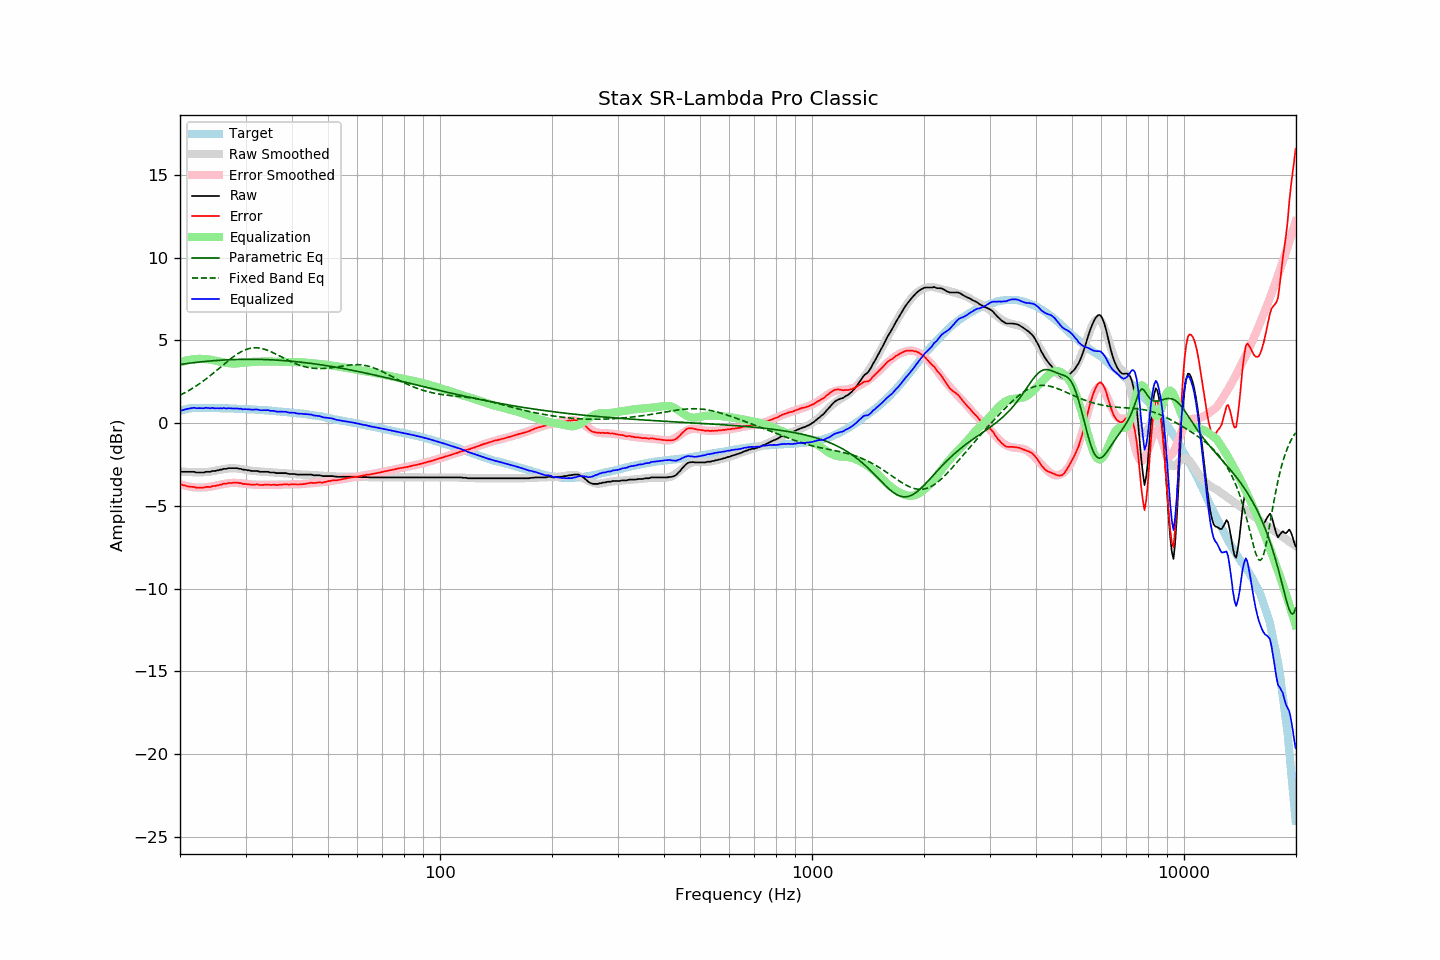 Stax SR-Lambda Pro Classic
Target
Raw Smoothed
Error Smoothed
Raw
Error
Equalization
Parametric Eq
Fixed Band Eq
Equalized
15
10
5
0
−5
−10
−15
−20
−25
Amplitude (dBr)
100
1000
10000
Frequency (Hz)